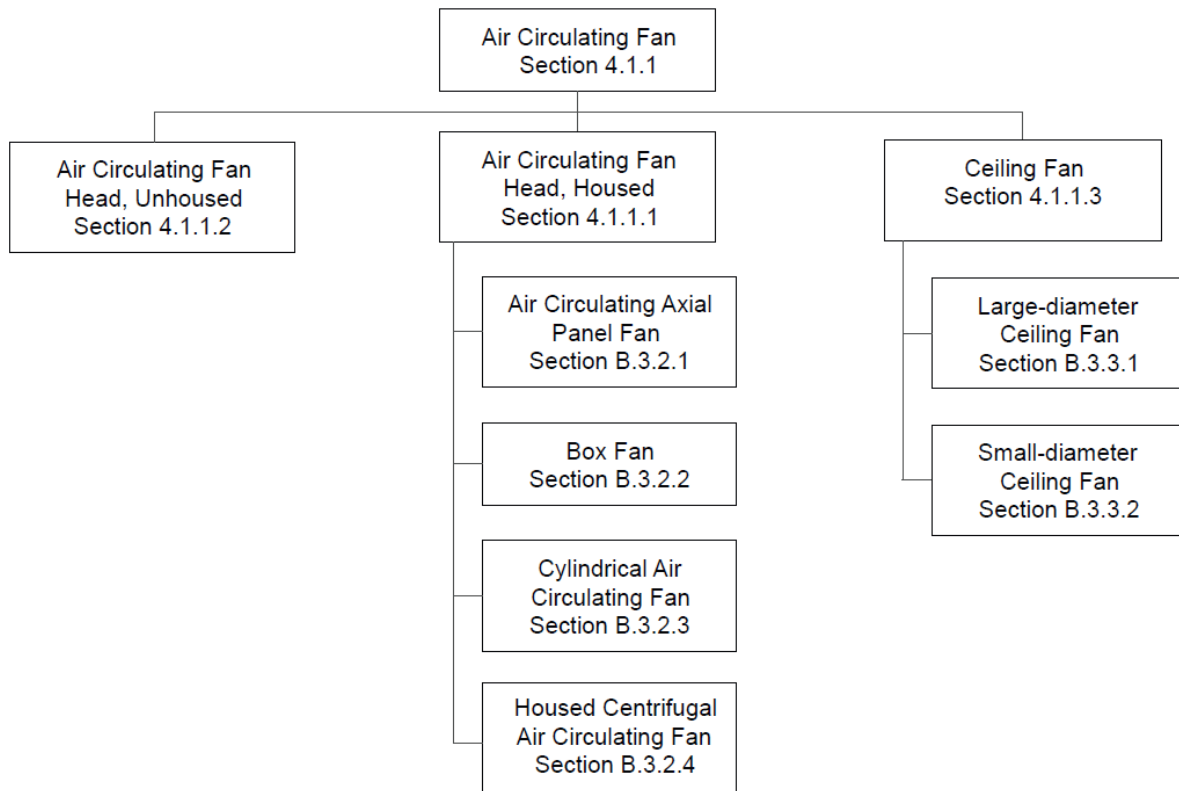 Air Circulating Fan
Section 4.1.1
Air Circulating Fan
Head, Unhoused
Section 4.1.1.2
Air Circulating Fan
Head, Housed
Section 4.1.1.1
Ceiling Fan
Section 4.1.1.3
Air Circulating Axial
Panel Fan
Section B.3.2.1
Box Fan
Section B.3.2.2
Cylindrical Air
Circulating Fan
Section B.3.2.3
Housed Centrifugal
Air Circulating Fan
Section B.3.2.4
Large-diameter
Ceiling Fan
Section B.3.3.1
Small-diameter
Ceiling Fan
Section B.3.3.2